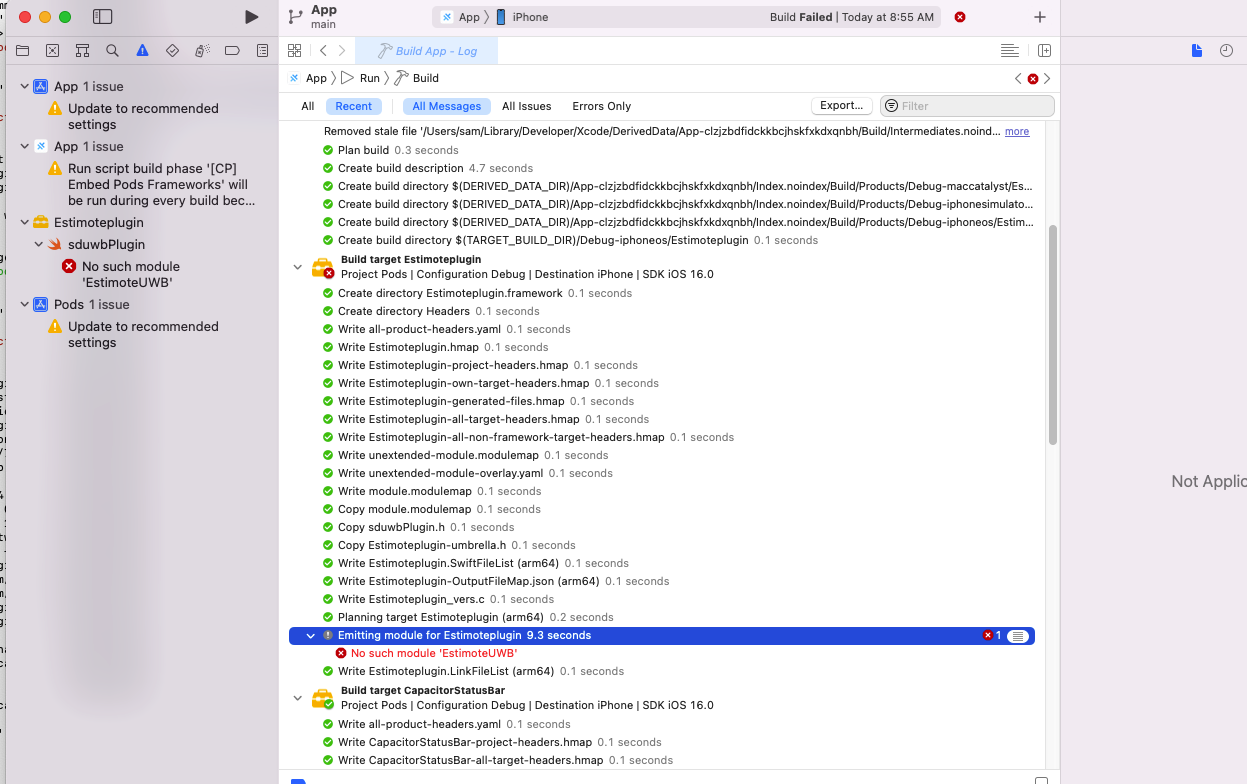 App
main
App
iPhone
Build Failed | Today at 8:55 AM
Build App - Log
App
Run
Build
All
Recent
All Messages
All Issues
Errors Only
Export...
Filter
App 1 issue
Update to recommended
settings
App 1 issue
Run script build phase '[CP]
Embed Pods Frameworks' will
be run during every build bec...
Estimoteplugin
sduwbPlugin
No such module
'EstimoteUWB'
Pods 1 issue
Update to recommended
settings
Removed stale file '/Users/sam/Library/Developer/Xcode/DerivedData/App-clzjzbdfidckkbcjhskfxkdxqnbh/Build/Intermediates.noind... more
Plan build 0.3 seconds
Create build description 4.7 seconds
Create build directory $(DERIVED_DATA_DIR)/App-clzjzbdfidckkbcjhskfxkdxqnbh/Index.noindex/Build/Products/Debug-maccatalyst/Es...
Create build directory $(DERIVED_DATA_DIR)/App-clzjzbdfidckkbcjhskfxkdxqnbh/Index.noindex/Build/Products/Debug-iphonesimulato...
Create build directory $(DERIVED_DATA_DIR)/App-clzjzbdfidckkbcjhskfxkdxqnbh/Index.noindex/Build/Products/Debug-iphoneos/Estim...
Create build directory $(TARGET_BUILD_DIR)/Debug-iphoneos/Estimoteplugin 0.1 seconds
Build target Estimoteplugin
Project Pods | Configuration Debug | Destination iPhone | SDK iOS 16.0
Create directory Estimoteplugin.framework 0.1 seconds
Create directory Headers 0.1 seconds
Write all-product-headers.yaml 0.1 seconds
Write Estimoteplugin.hmap 0.1 seconds
Write Estimoteplugin-project-headers.hmap 0.1 seconds
Write Estimoteplugin-own-target-headers.hmap 0.1 seconds
Write Estimoteplugin-generated-files.hmap 0.1 seconds
Write Estimoteplugin-all-target-headers.hmap 0.1 seconds
Write Estimoteplugin-all-non-framework-target-headers.hmap 0.1 seconds
Write unextended-module.modulemap 0.1 seconds
Write unextended-module-overlay.yaml 0.1 seconds
Write module.modulemap 0.1 seconds
Copy module.modulemap 0.1 seconds
Copy sduwbPlugin.h 0.1 seconds
Copy Estimoteplugin-umbrella.h 0.1 seconds
Write Estimoteplugin.SwiftFileList (arm64) 0.1 seconds
Write Estimoteplugin-OutputFileMap.json (arm64) 0.1 seconds
Write Estimoteplugin_vers.c 0.1 seconds
Planning target Estimoteplugin (arm64) 0.2 seconds
Emitting module for Estimoteplugin 9.3 seconds 1
No such module 'EstimoteUWB'
Write Estimoteplugin.LinkFileList (arm64) 0.1 seconds
Build target CapacitorStatusBar
Project Pods | Configuration Debug | Destination iPhone | SDK iOS 16.0
Write all-product-headers.yaml 0.1 seconds
Write CapacitorStatusBar-project-headers.hmap 0.1 seconds
Write CapacitorStatusBar-all-target-headers.hmap 0.1 seconds
Not Applic